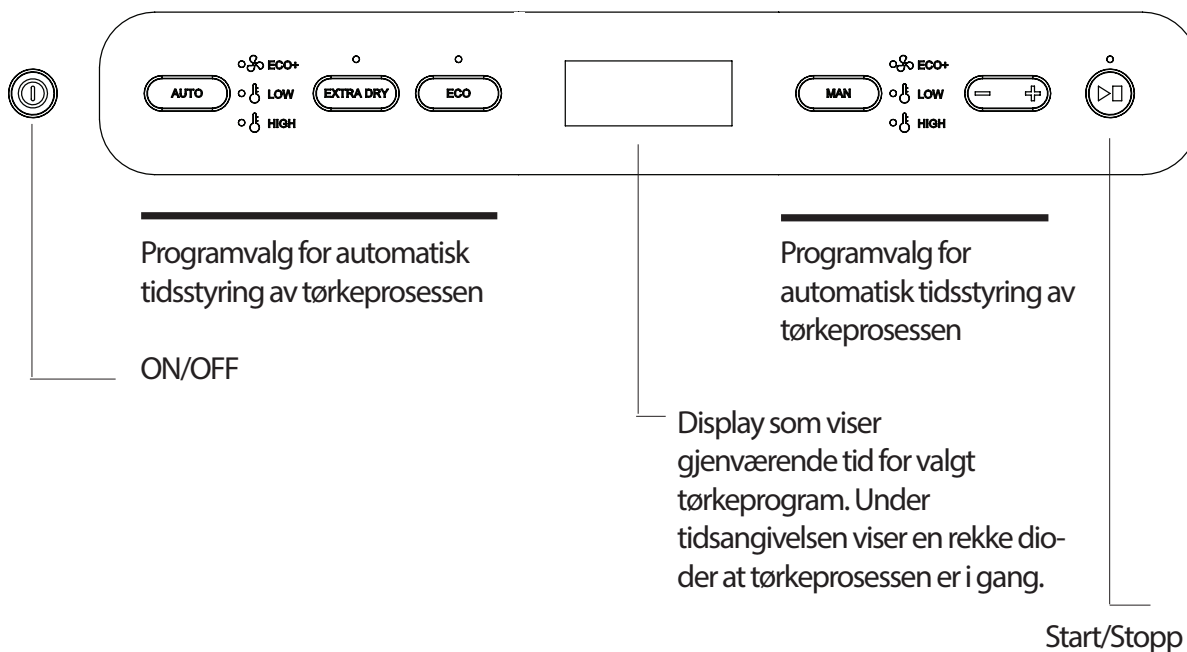 ECO+
AUTO LOW EXTRA DRY ECO
HIGH
ECO+
MAN LOW − +
HIGH
Programvalg for automatisk
tidsstyring av tørkeprosessen
ON/OFF
Programvalg for
automatisk tidsstyring av
tørkeprosessen
Display som viser
gjenværende tid for valgt
tørkeprogram. Under
tidsangivelsen viser en rekke dio-
der at tørkeprosessen er i gang.
Start/Stopp